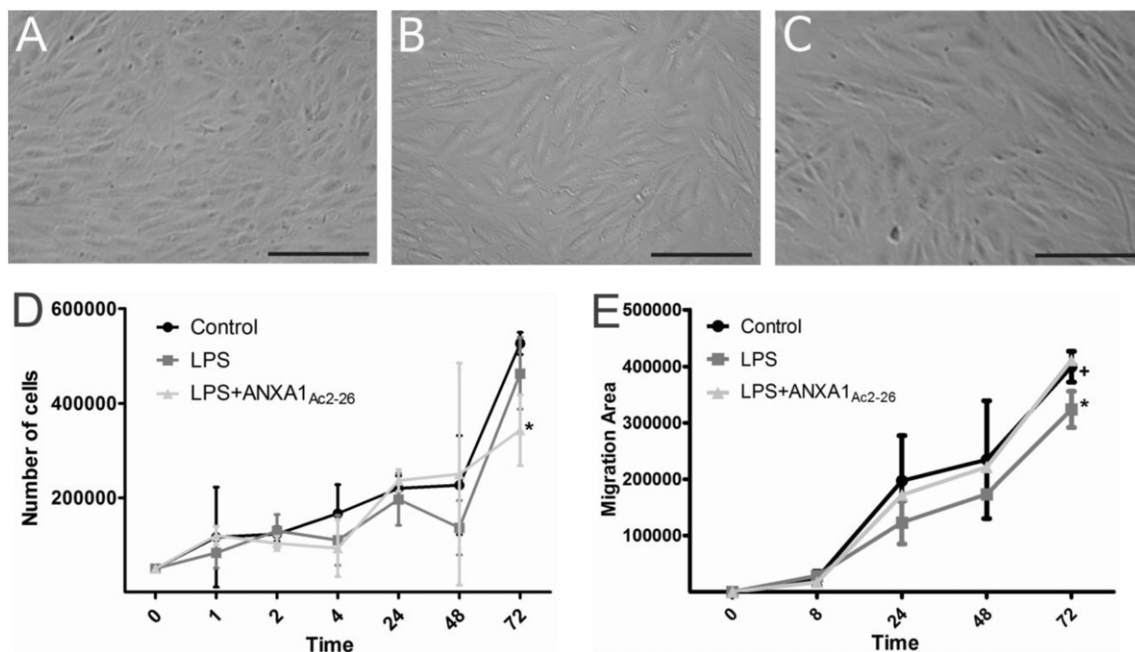 A
B
C
D
600000
400000
200000
Number of cells
Control
LPS
LPS+ANXA1Ac2-26
*
0
1
2
4
24
48
72
Time
E
500000
400000
300000
200000
100000
Migration Area
Control
LPS
LPS+ANXA1Ac2-26
+
*
0
8
24
48
72
Time